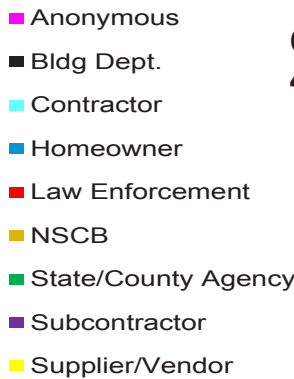 Anonymous
Bldg Dept.
Contractor
Homeowner
Law Enforcement
NSCB
State/County Agency
Subcontractor
Supplier/Vendor